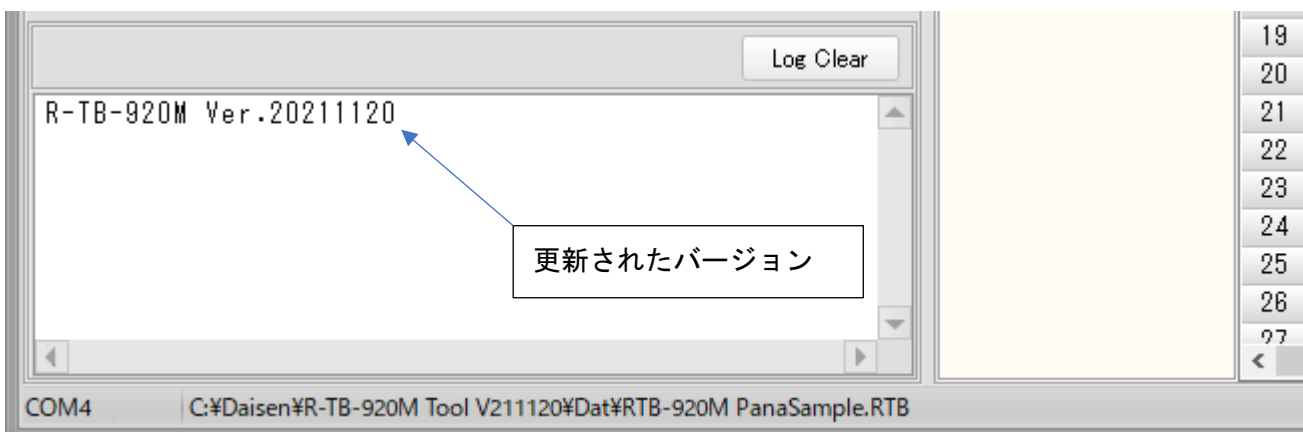 Log Clear
R-TB-920M Ver.20211120
更新されたバージョン
19
20
21
22
23
24
25
26
27
COM4 C:¥Daisen¥R-TB-920M Tool V211120¥Dat¥RTB-920M PanaSample.RTB